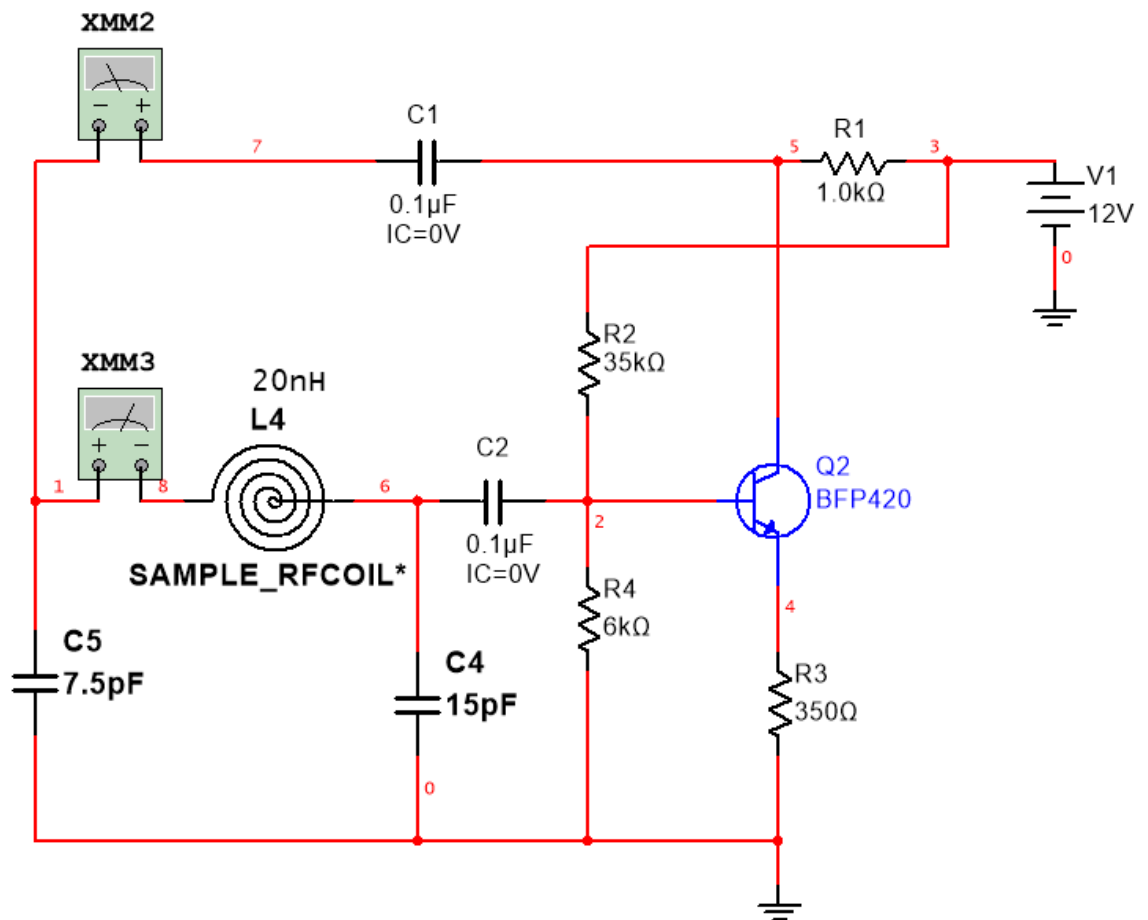 XMM2
− +
7
C1
0.1µF
IC=0V
5
R1
1.0kΩ
3
V1
12V
0
R2
35kΩ
XMM3
+ −
1
8
20nH
L4
SAMPLE_RFCOIL*
6
C2
0.1µF
IC=0V
2
Q2
BFP420
R4
6kΩ
4
C5
7.5pF
C4
15pF
R3
350Ω
0